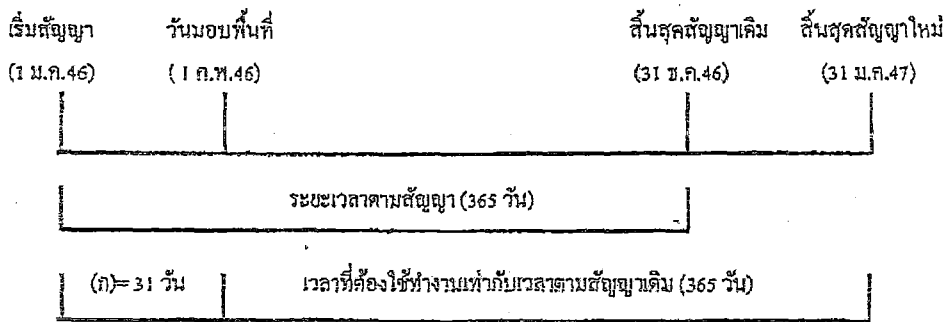 เริ่มสัญญา วันมอบพื้นที่ สิ้นสุดสัญญาเดิม สิ้นสุดสัญญาใหม่
(1 ม.ค.46) (1 ก.พ.46) (31 ธ.ค.46) (31 ม.ค.47)
ระยะเวลาตามสัญญา (365 วัน)
(ก)= 31 วัน เวลาที่ต้องใช้ทำงานเท่ากับเวลาตามสัญญาเดิม (365 วัน)